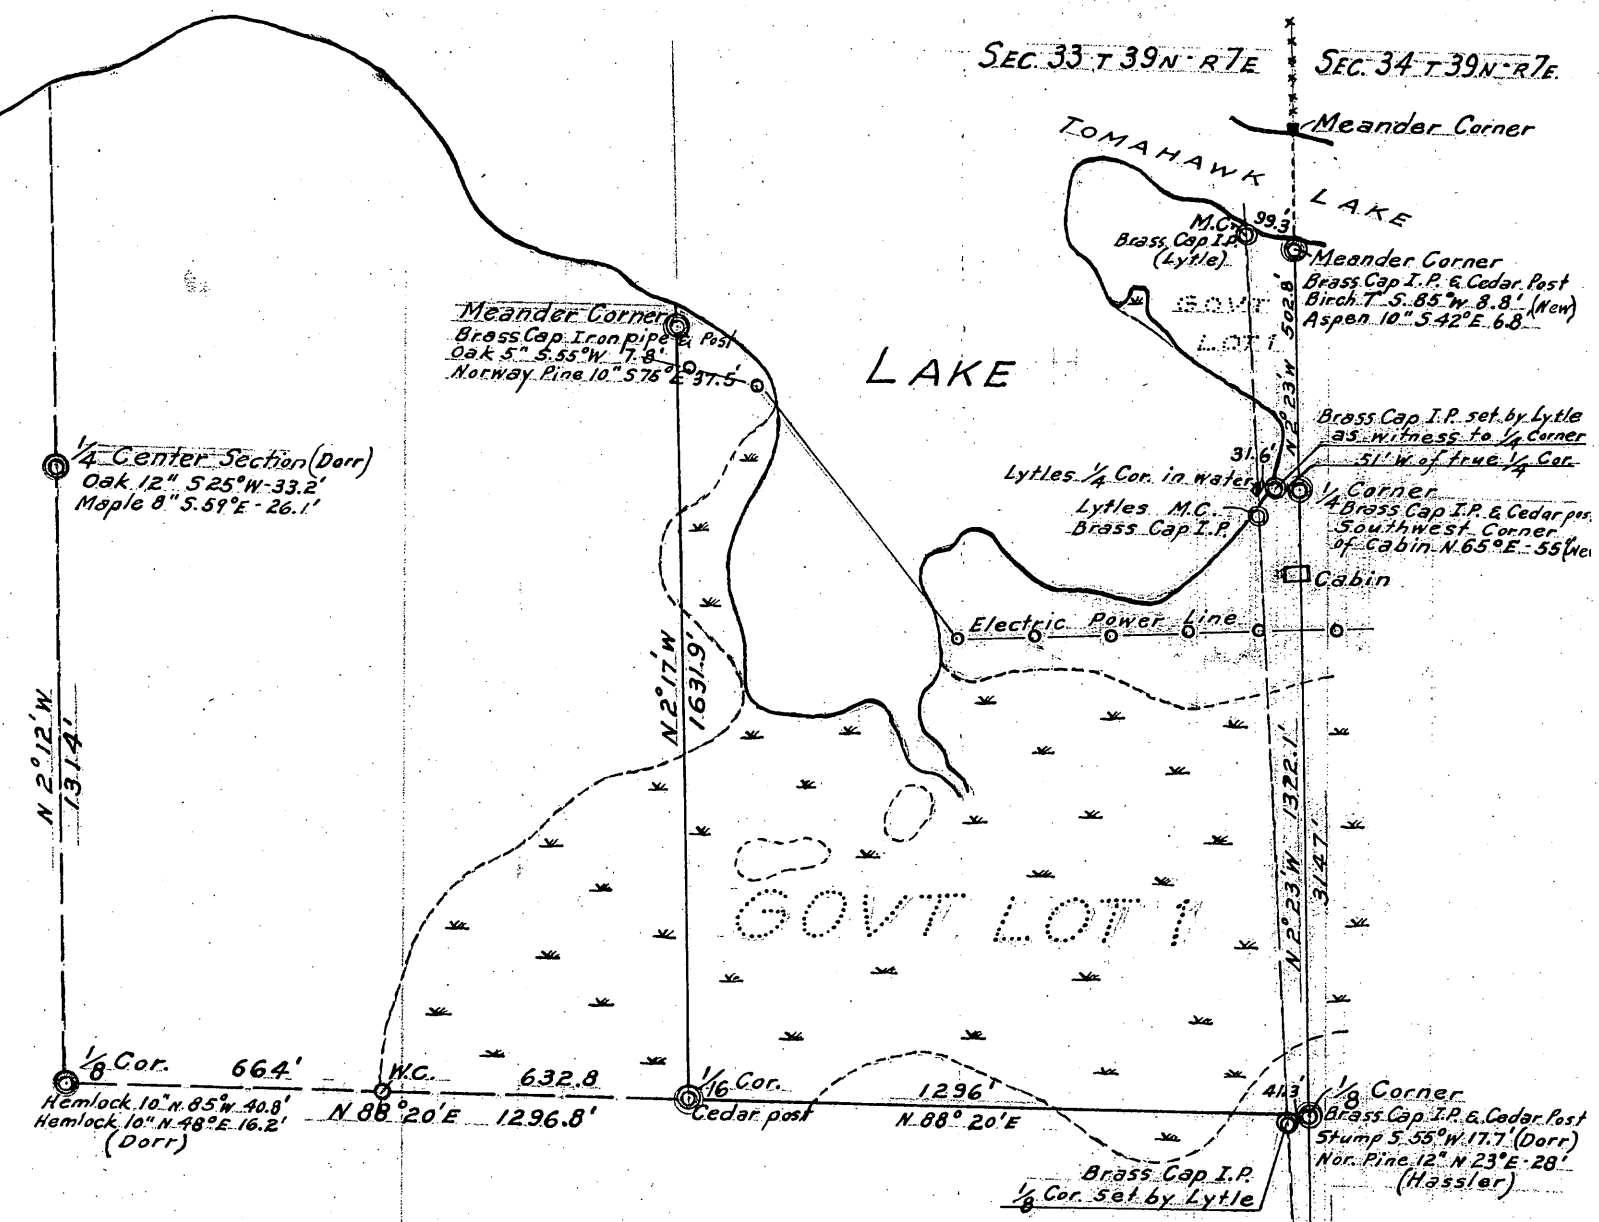 SEC. 33 T 39N - R7E
SEC. 34 T 39N - R7E.
Meander Corner
TOMAHAWK LAKE
M.C. 99.3'
Brass Cap I.P.
(Lytle)
Meander Corner
Brass Cap I.P. & Cedar Post
Birch 7" S. 85° W 8.8' (New)
Aspen 10" S 42° E 6.8'
GOVT
LOT 1
N 2° 23' W 502.8'
Meander Corner
Brass Cap Iron pipe & Post
Oak 5" S. 55° W 7.8'
Norway Pine 10" S 75° E 37.5'
LAKE
Brass Cap I.P. set by Lytle
as witness to 1/4 Corner
51' W of true 1/4 Cor.
31.6'
Lytles 1/4 Cor. in water
Lytles M.C.
Brass Cap I.P.
1/4 Corner
Brass Cap I.P. & Cedar pos
Southwest Corner
of Cabin N 65° E - 55'
Cabin
1/4 Center Section (Dorr)
Oak 12" S 25° W - 33.2'
Maple 8" S. 59° E - 26.1'
Electric Power Line
N 2° 12' W
1314'
N 2° 17' W
1631.9'
N 2° 23' W 1322.1'
3147'
GOVT LOT 1
1/8 Cor. 664' W.C. 632.8
1/16 Cor. 1296' 41.3'
Cedar post
N 88° 20' E 1296.8'
N 88° 20' E
Hemlock 10" N. 85° W 40.8'
Hemlock 10" N 48° E 16.2'
(Dorr)
1/8 Corner
Brass Cap I.P. & Cedar Post
Stump S 55° W 17.7' (Dorr)
Nor. Pine 12" N 23° E - 28'
(Hassler)
Brass Cap I.P.
1/8 Cor. set by Lytle